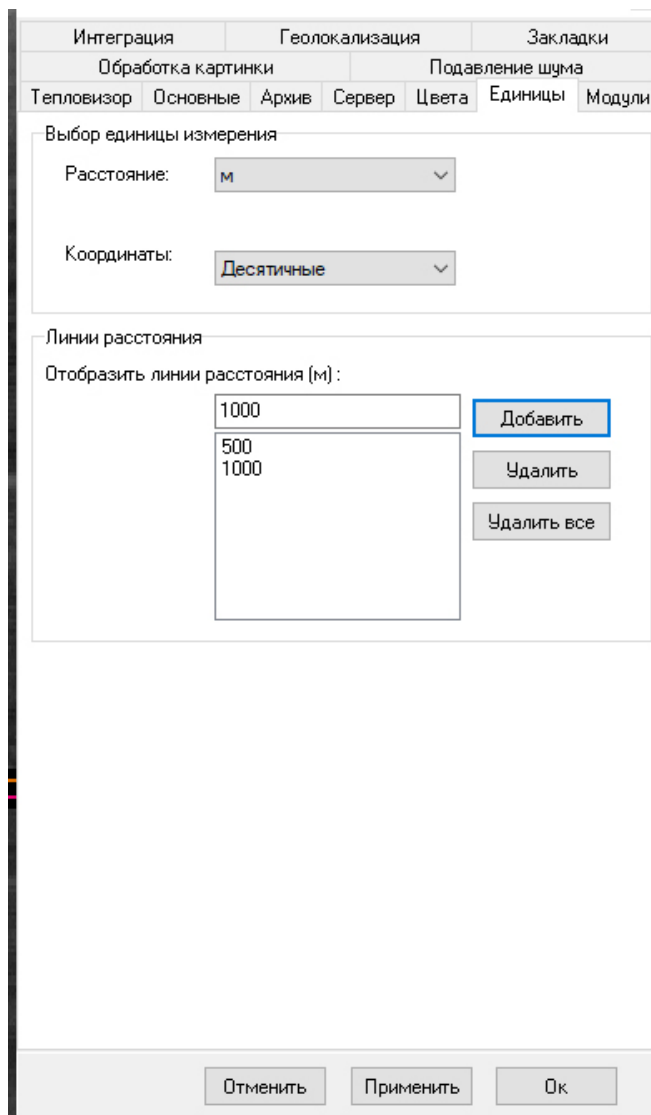 Интеграция Геолокализация Закладки
Обработка картинки Подавление шума
Тепловизор Основные Архив Сервер Цвета Единицы Модули
Выбор единицы измерения
Расстояние: м
Координаты: Десятичные
Линии расстояния
Отобразить линии расстояния (м) :
1000 Добавить
500
1000
Удалить
Удалить все
Отменить Применить Ок